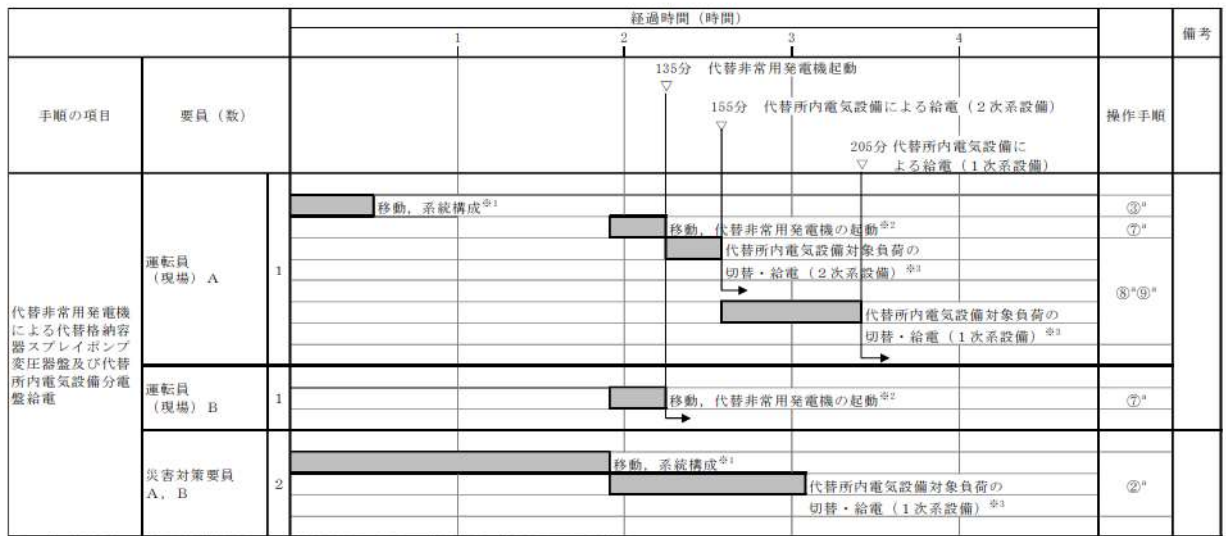 経過時間（時間）
備考
1
2
3
4
手順の項目
要員（数）
操作手順
135分　代替非常用発電機起動
▽
155分　代替所内電気設備による給電（２次系設備）
▽
205分 代替所内電気設備に
▽　よる給電（１次系設備）
代替非常用発電機
による代替格納容
器スプレイポンプ
変圧器盤及び代替
所内電気設備分電
盤給電
運転員
（現場）A
1
移動，系統構成※1
③a
移動，代替非常用発電機の起動※2
⑦a
代替所内電気設備対象負荷の
切替・給電（２次系設備）※3
⑧a⑨a
代替所内電気設備対象負荷の
切替・給電（１次系設備）※3
運転員
（現場）B
1
移動，代替非常用発電機の起動※2
⑦a
災害対策要員
A，B
2
移動，系統構成※1
代替所内電気設備対象負荷の
切替・給電（１次系設備）※3
②a